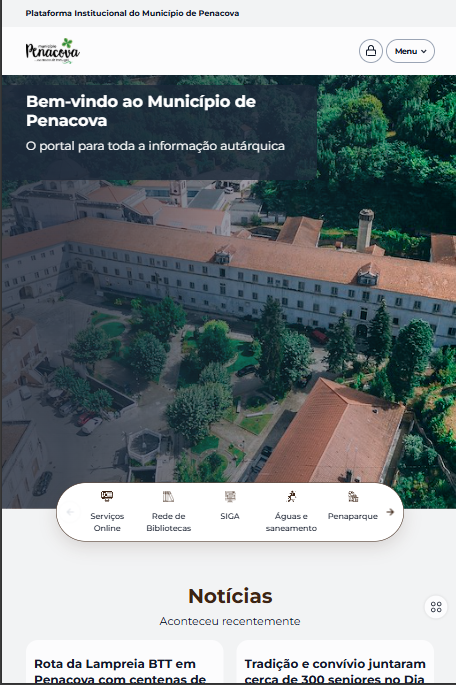 Plataforma Institucional do Município de Penacova
Penacova
Menu
Bem-vindo ao Município de
Penacova
O portal para toda a informação autárquica
Serviços
Online
Rede de
Bibliotecas
SIGA
Águas e
saneamento
Penaparque
Notícias
Aconteceu recentemente
Rota da Lampreia BTT em
Penacova com centenas de
Tradição e convívio juntaram
cerca de 300 seniores no Dia